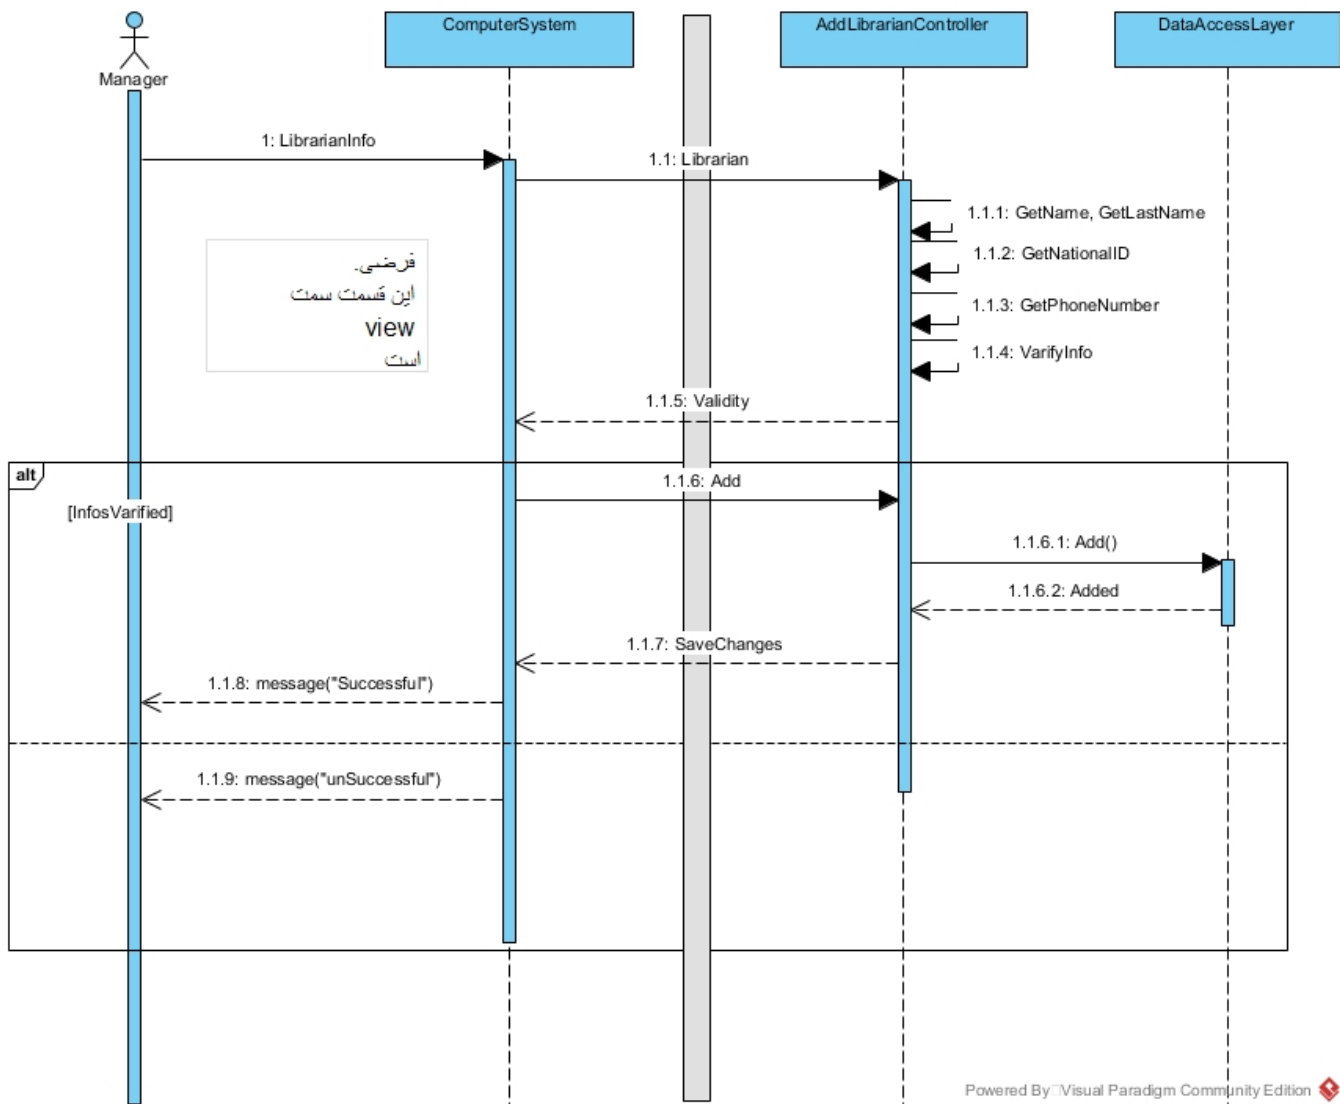 ComputerSystem
AddLibrarianController
DataAccessLayer
Manager
1: LibrarianInfo
1.1: Librarian
1.1.1: GetName, GetLastName
فرضی.
این قسمت سمت
view
است
1.1.2: GetNationalID
1.1.3: GetPhoneNumber
1.1.4: VarifyInfo
1.1.5: Validity
alt
1.1.6: Add
[InfosVarified]
1.1.6.1: Add()
1.1.6.2: Added
1.1.7: SaveChanges
1.1.8: message("Successful")
1.1.9: message("unSuccessful")
Powered By Visual Paradigm Community Edition